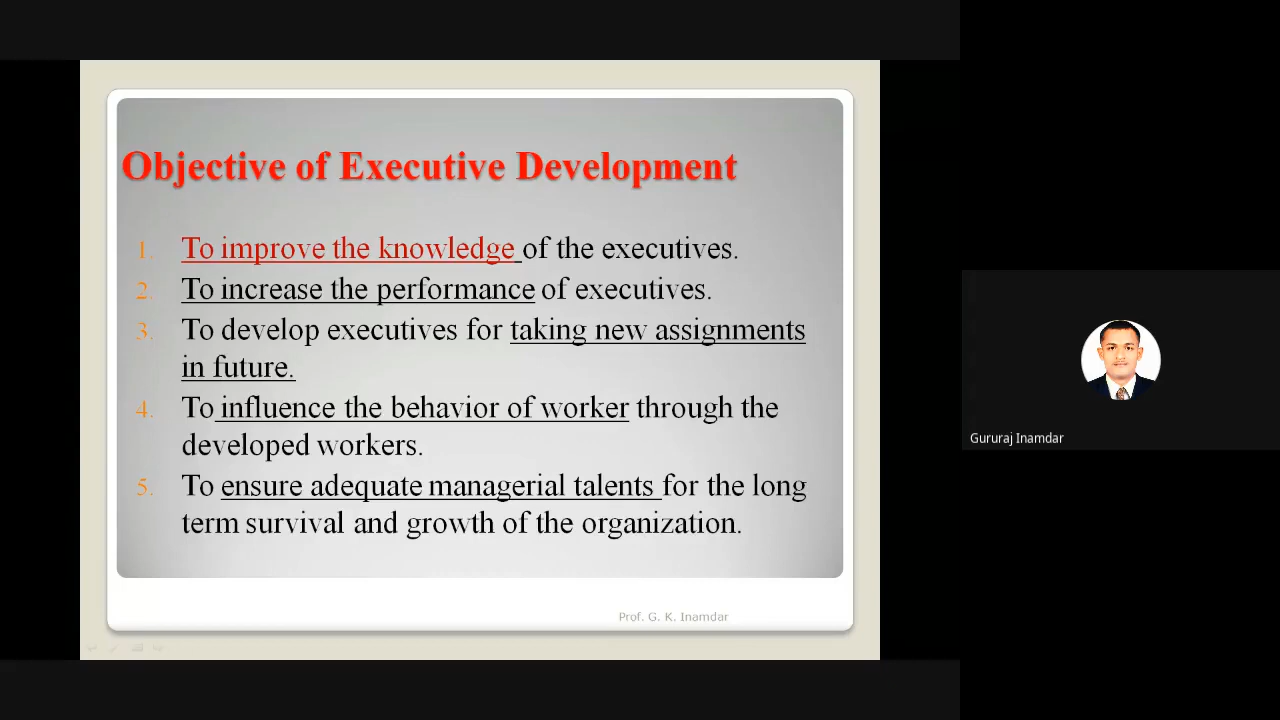 Objective of Executive Development
1. To improve the knowledge of the executives.
2. To increase the performance of executives.
3. To develop executives for taking new assignments
in future.
4. To influence the behavior of worker through the
developed workers.
5. To ensure adequate managerial talents for the long
term survival and growth of the organization.
Prof. G. K. Inamdar
Gururaj Inamdar